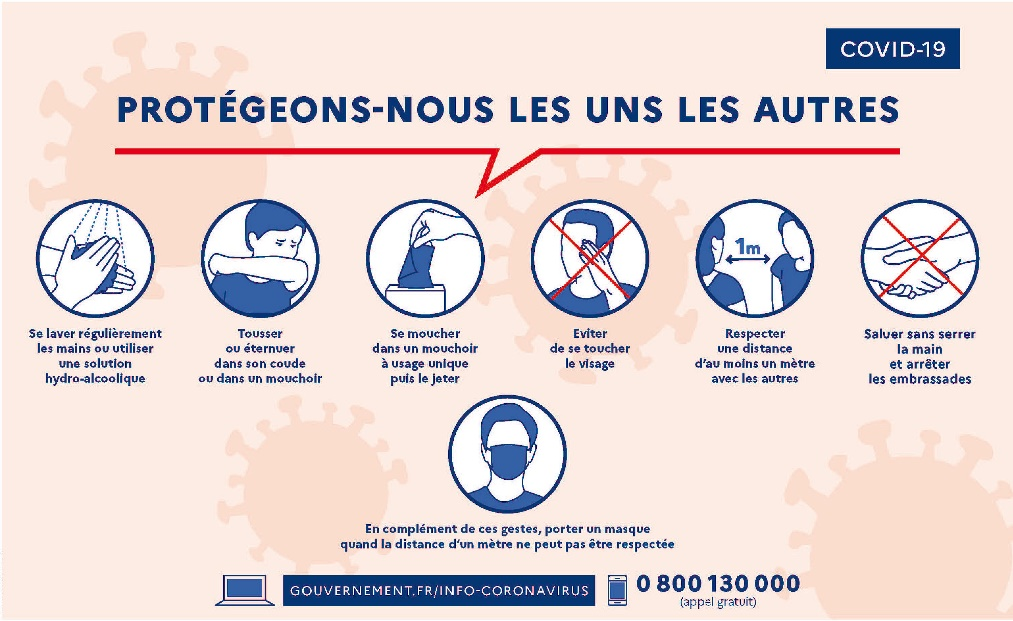 COVID-19
PROTÉGEONS-NOUS LES UNS LES AUTRES
Se laver régulièrement
les mains ou utiliser
une solution
hydro-alcoolique
Tousser
ou éternuer
dans son coude
ou dans un mouchoir
Se moucher
dans un mouchoir
à usage unique
puis le jeter
Eviter
de se toucher
le visage
1m
Respecter
une distance
d'au moins un mètre
avec les autres
Saluer sans serrer
la main
et arrêter
les embrassades
En complément de ces gestes, porter un masque
quand la distance d'un mètre ne peut pas être respectée
GOUVERNEMENT.FR/INFO-CORONAVIRUS
0 800 130 000
(appel gratuit)